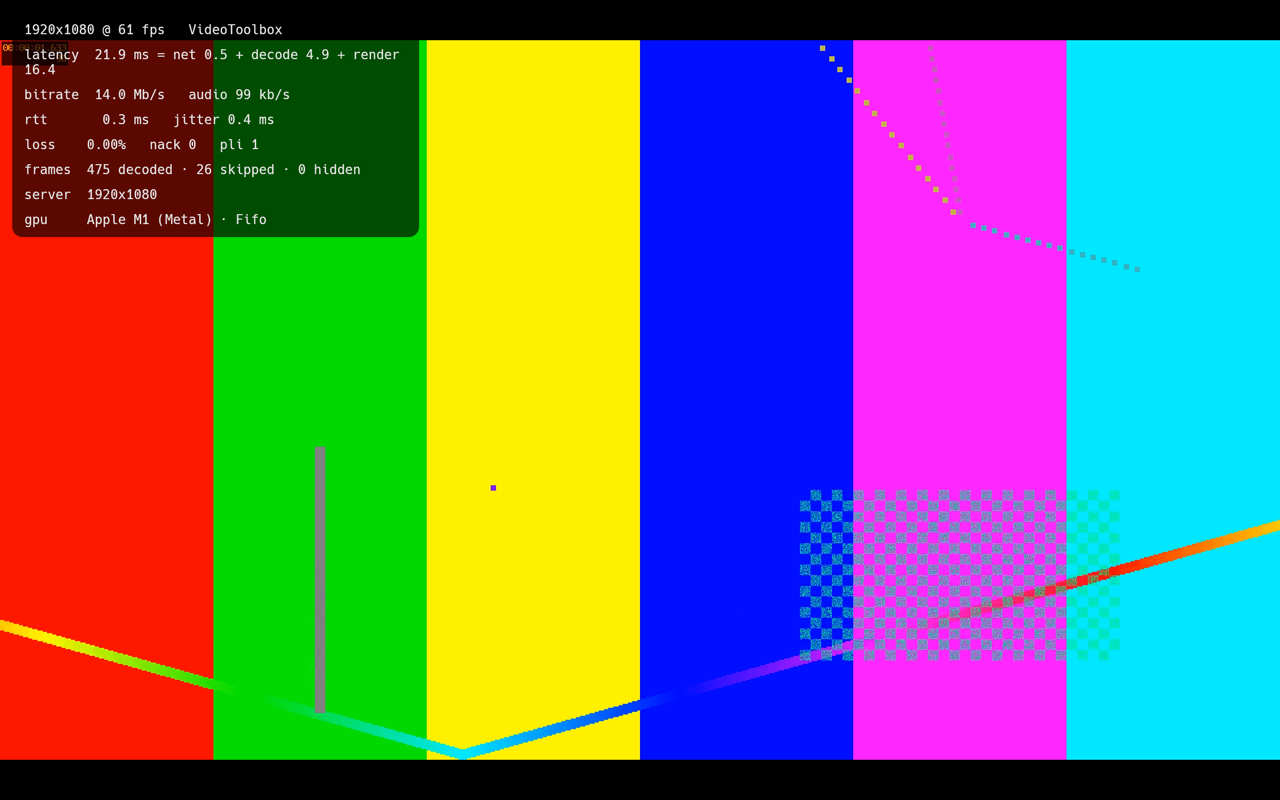 1920x1080 @ 61 fps   VideoToolbox
latency  21.9 ms = net 0.5 + decode 4.9 + render
16.4
bitrate  14.0 Mb/s   audio 99 kb/s
rtt       0.3 ms   jitter 0.4 ms
loss    0.00%   nack 0   pli 1
frames  475 decoded · 26 skipped · 0 hidden
server  1920x1080
gpu     Apple M1 (Metal) · Fifo